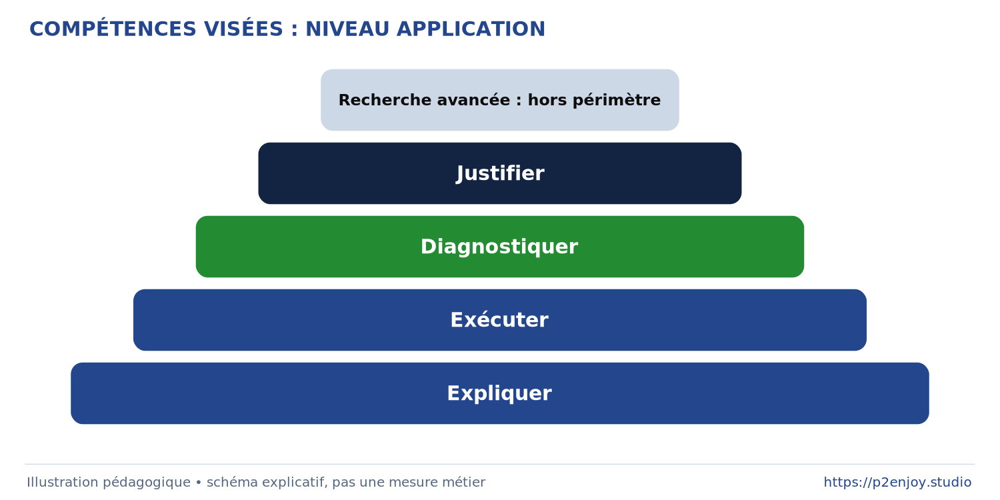 COMPÉTENCES VISÉES : NIVEAU APPLICATION
Recherche avancée : hors périmètre
Justifier
Diagnostiquer
Exécuter
Expliquer
Illustration pédagogique • schéma explicatif, pas une mesure métier
https://p2enjoy.studio